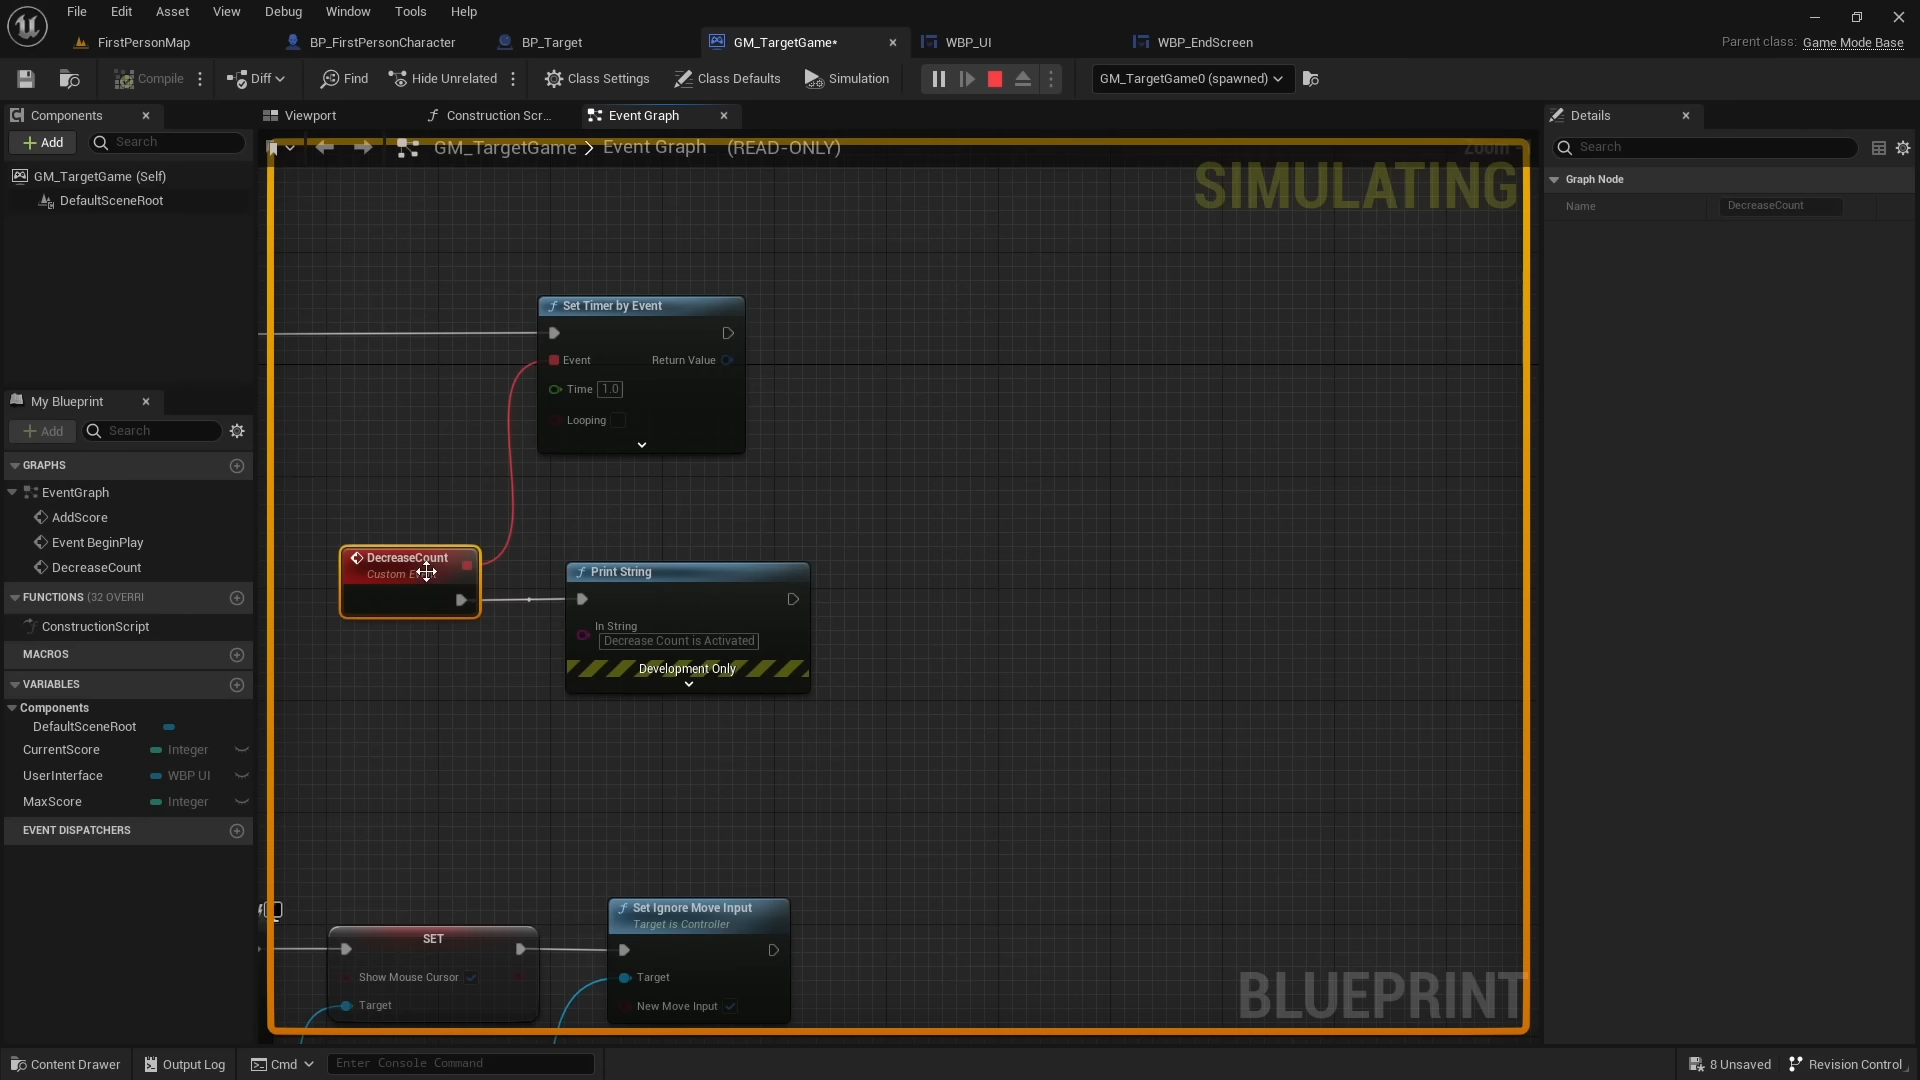 File Edit Asset View Debug Window Tools Help
FirstPersonMap BP_FirstPersonCharacter BP_Target GM_TargetGame* WBP_UI WBP_EndScreen Parent class: Game Mode Base
Compile Diff Find Hide Unrelated Class Settings Class Defaults Simulation GM_TargetGame0 (spawned)
Components
Add Search
GM_TargetGame (Self)
DefaultSceneRoot
My Blueprint
Add Search
GRAPHS
EventGraph
AddScore
Event BeginPlay
DecreaseCount
FUNCTIONS (32 OVERRI
ConstructionScript
MACROS
VARIABLES
Components
DefaultSceneRoot
CurrentScore Integer
UserInterface WBP UI
MaxScore Integer
EVENT DISPATCHERS
Viewport Construction Scr... Event Graph
GM_TargetGame > Event Graph (READ-ONLY) Zoom -
SIMULATING
Set Timer by Event
Event Return Value
Time 1.0
Looping
DecreaseCount
Custom
Print String
In String
Decrease Count is Activated
Development Only
SET
Show Mouse Cursor
Target
Set Ignore Move Input
Target is Controller
Target
New Move Input
BLUEPRINT
Details
Search
Graph Node
Name DecreaseCount
Content Drawer Output Log Cmd Enter Console Command 8 Unsaved Revision Control